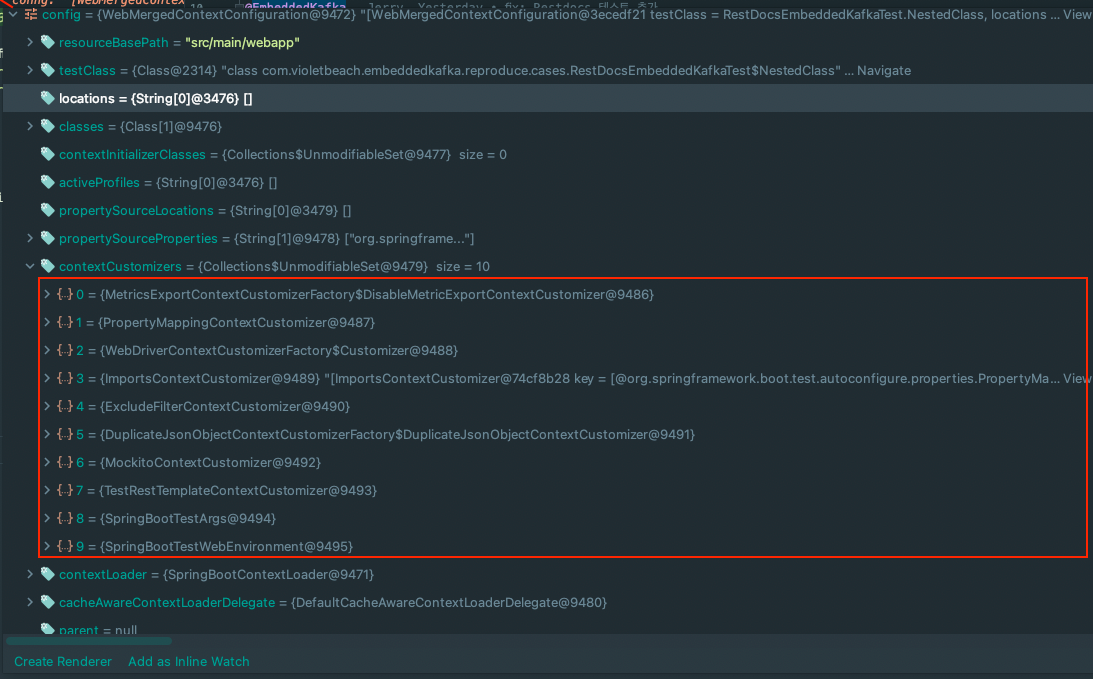 @EmbeddedKafka
config = {WebMergedContextConfiguration@9472} "[WebMergedContextConfiguration@3ecedf21 testClass = RestDocsEmbeddedKafkaTest.NestedClass, locations ... View
resourceBasePath = "src/main/webapp"
testClass = {Class@2314} "class com.violetbeach.embeddedkafka.reproduce.cases.RestDocsEmbeddedKafkaTest$NestedClass" ... Navigate
locations = {String[0]@3476} []
classes = {Class[1]@9476}
contextInitializerClasses = {Collections$UnmodifiableSet@9477} size = 0
activeProfiles = {String[0]@3476} []
propertySourceLocations = {String[0]@3479} []
propertySourceProperties = {String[1]@9478} ["org.springframe..."]
contextCustomizers = {Collections$UnmodifiableSet@9479} size = 10
{...} 0 = {MetricsExportContextCustomizerFactory$DisableMetricExportContextCustomizer@9486}
{...} 1 = {PropertyMappingContextCustomizer@9487}
{...} 2 = {WebDriverContextCustomizerFactory$Customizer@9488}
{...} 3 = {ImportsContextCustomizer@9489} "[ImportsContextCustomizer@74cf8b28 key = [@org.springframework.boot.test.autoconfigure.properties.PropertyMa... View
{...} 4 = {ExcludeFilterContextCustomizer@9490}
{...} 5 = {DuplicateJsonObjectContextCustomizerFactory$DuplicateJsonObjectContextCustomizer@9491}
{...} 6 = {MockitoContextCustomizer@9492}
{...} 7 = {TestRestTemplateContextCustomizer@9493}
{...} 8 = {SpringBootTestArgs@9494}
{...} 9 = {SpringBootTestWebEnvironment@9495}
contextLoader = {SpringBootContextLoader@9471}
cacheAwareContextLoaderDelegate = {DefaultCacheAwareContextLoaderDelegate@9480}
parent = null
Create Renderer Add as Inline Watch